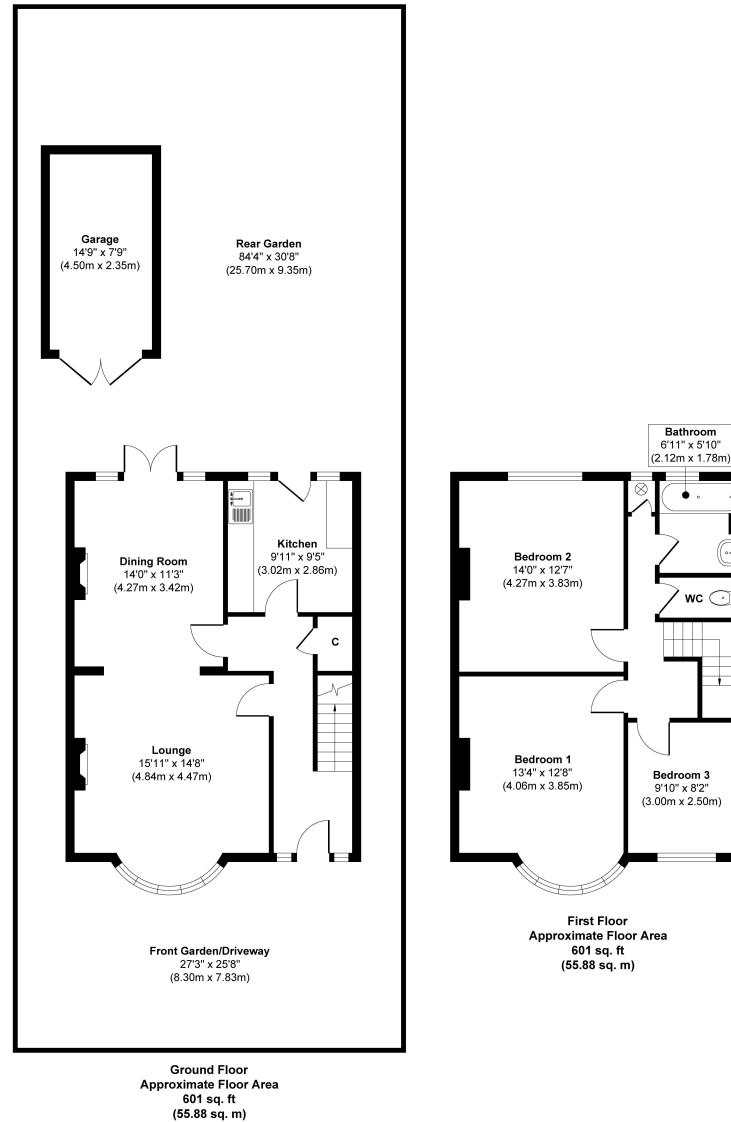 Garage
14'9" x 7'9"
(4.50m x 2.35m)
Rear Garden
84'4" x 30'8"
(25.70m x 9.35m)
Dining Room
14'0" x 11'3"
(4.27m x 3.42m)
Kitchen
9'11" x 9'5"
(3.02m x 2.86m)
C
Lounge
15'11" x 14'8"
(4.84m x 4.47m)
Front Garden/Driveway
27'3" x 25'8"
(8.30m x 7.83m)
Ground Floor
Approximate Floor Area
601 sq. ft
(55.88 sq. m)
Bathroom
6'11" x 5'10"
(2.12m x 1.78m)
Bedroom 2
14'0" x 12'7"
(4.27m x 3.83m)
WC
Bedroom 1
13'4" x 12'8"
(4.06m x 3.85m)
Bedroom 3
9'10" x 8'2"
(3.00m x 2.50m)
First Floor
Approximate Floor Area
601 sq. ft
(55.88 sq. m)